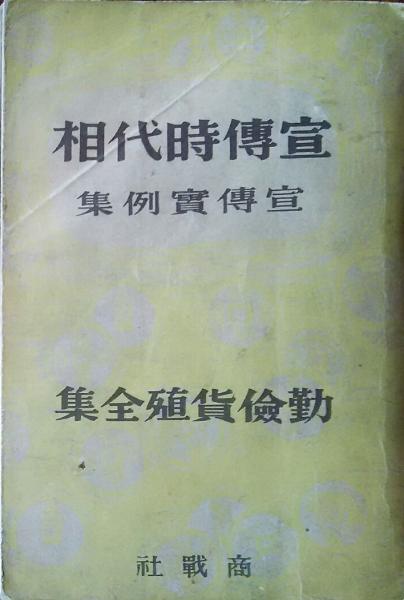 宣傳時代相
宣傳實例集
勤儉貨殖全集
商戰社